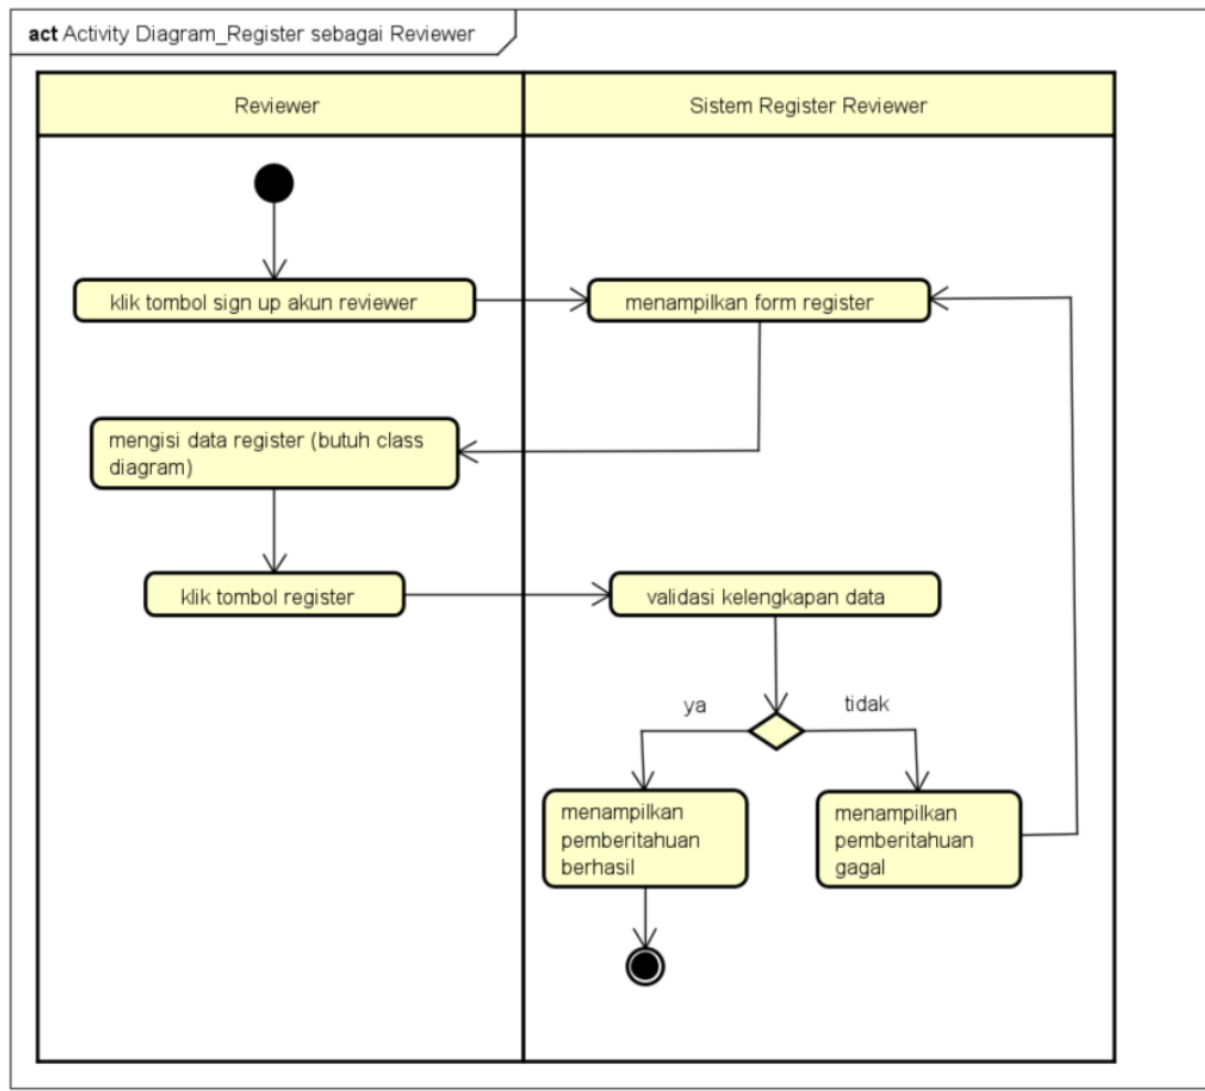 act Activity Diagram_Register sebagai Reviewer
Reviewer
Sistem Register Reviewer
klik tombol sign up akun reviewer
menampilkan form register
mengisi data register (butuh class
diagram)
klik tombol register
validasi kelengkapan data
ya
tidak
menampilkan
pemberitahuan
berhasil
menampilkan
pemberitahuan
gagal